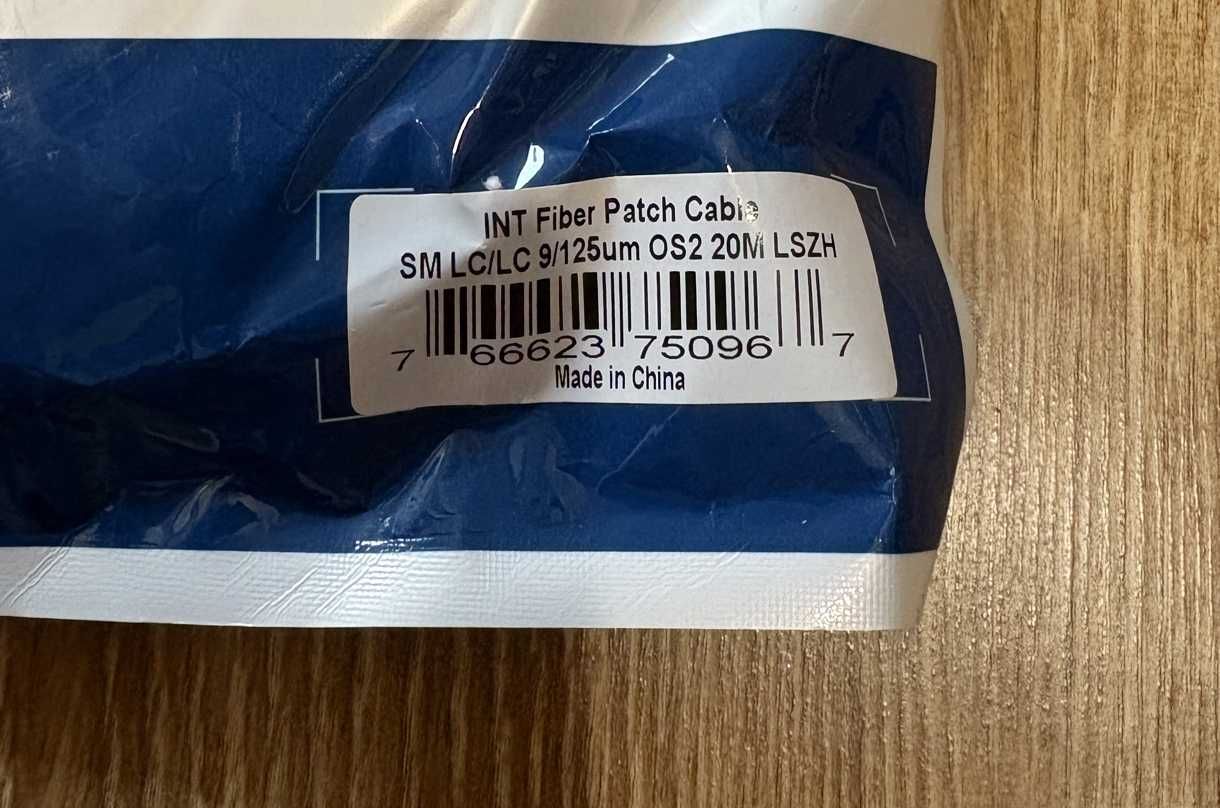 INT Fiber Patch Cable
SM LC/LC 9/125um OS2 20M LSZH
7 66623 75096 7
Made in China